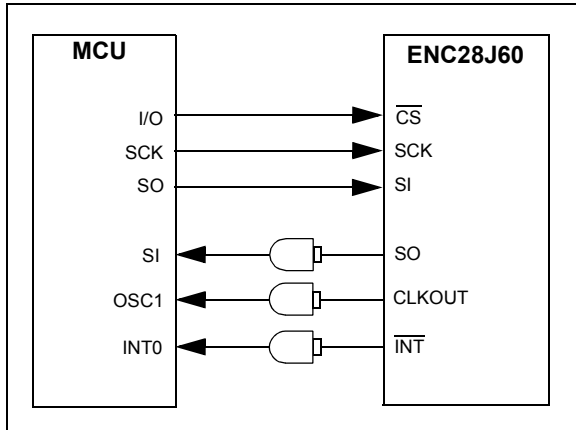 MCU
ENC28J60
I/O
CS
SCK
SCK
SO
SI
SI
SO
OSC1
CLKOUT
INT0
INT